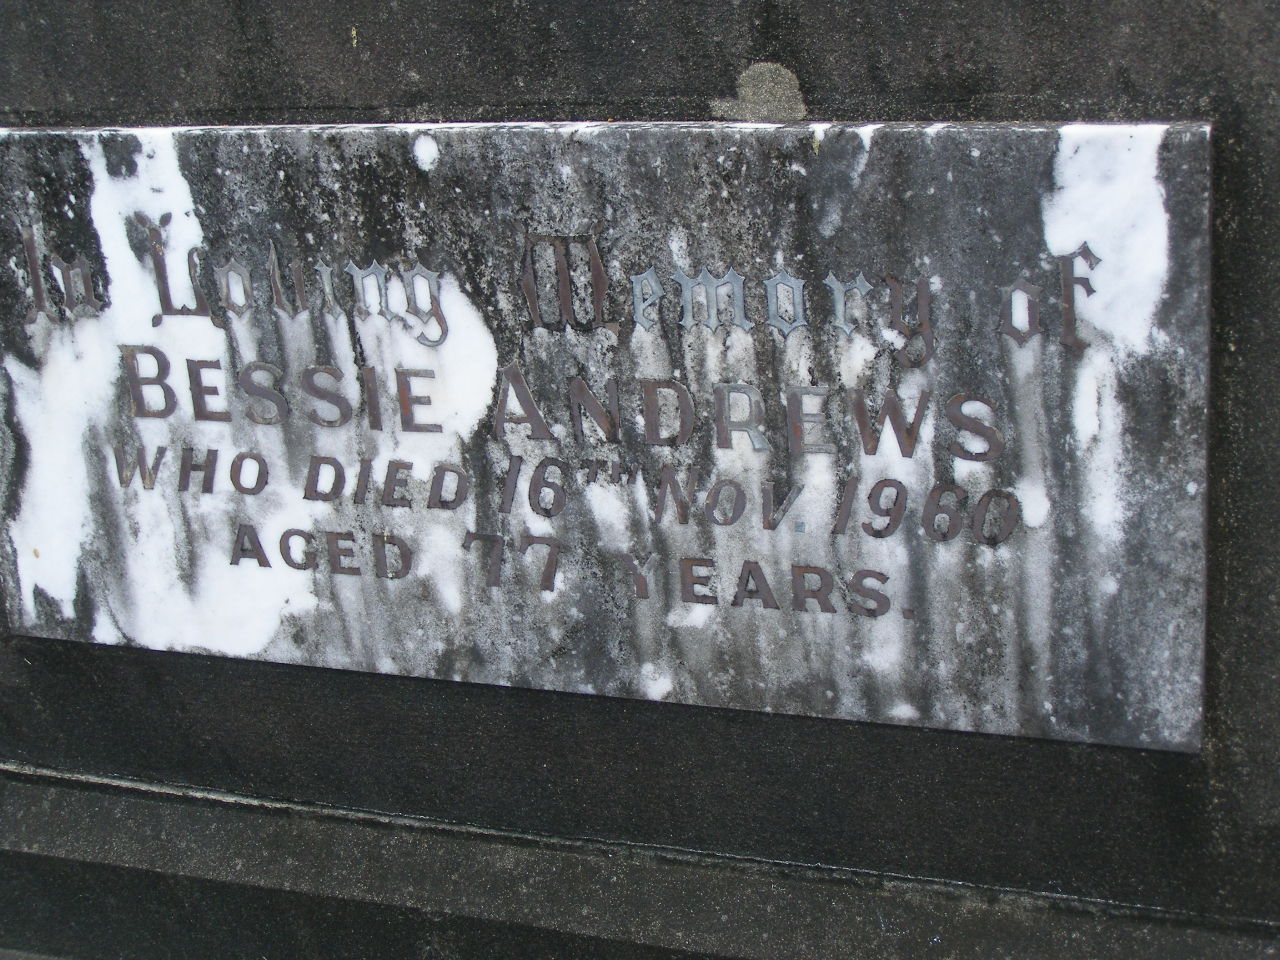 In Loving Memory of
BESSIE ANDREWS
WHO DIED 16TH NOV. 1960
AGED 77 YEARS.